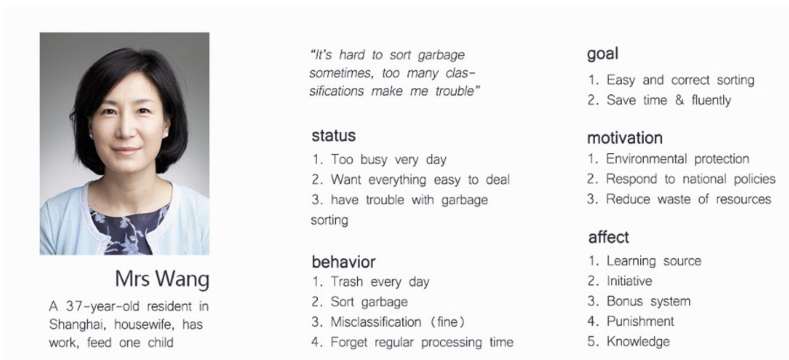 Mrs Wang
A 37-year-old resident in
Shanghai, housewife, has
work, feed one child
“It's hard to sort garbage
sometimes, too many clas-
sifications make me trouble”
status
1. Too busy very day
2. Want everything easy to deal
3. have trouble with garbage
sorting
behavior
1. Trash every day
2. Sort garbage
3. Misclassification (fine)
4. Forget regular processing time
goal
1. Easy and correct sorting
2. Save time & fluently
motivation
1. Environmental protection
2. Respond to national policies
3. Reduce waste of resources
affect
1. Learning source
2. Initiative
3. Bonus system
4. Punishment
5. Knowledge